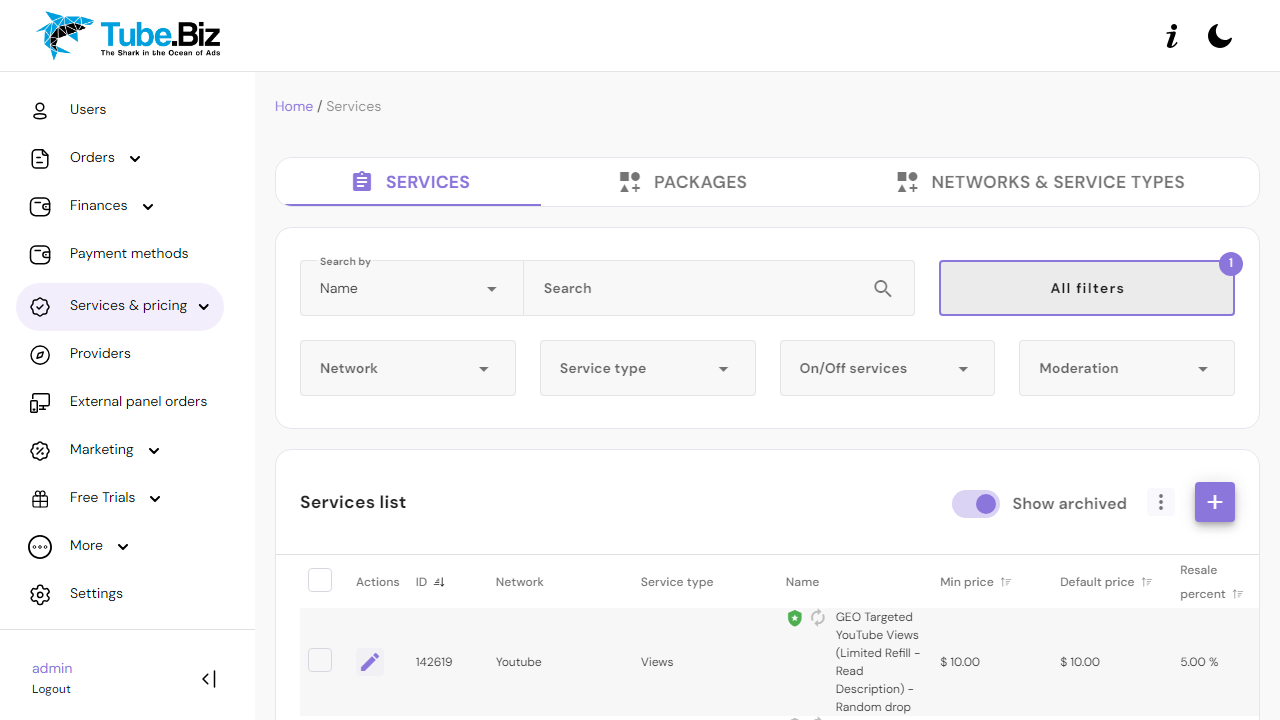 Tube.Biz
The Shark in the Ocean of Ads
Users
Orders
Finances
Payment methods
Services & pricing
Providers
External panel orders
Marketing
Free Trials
More
Settings
admin
Logout
Home / Services
SERVICES
PACKAGES
NETWORKS & SERVICE TYPES
Search by
Name
Search
All filters
1
Network
Service type
On/Off services
Moderation
Services list
Show archived
Actions
ID
Network
Service type
Name
Min price
Default price
Resale
percent
142619
Youtube
Views
GEO Targeted
YouTube Views
(Limited Refill -
Read
Description) -
Random drop
$ 10.00
$ 10.00
5.00 %